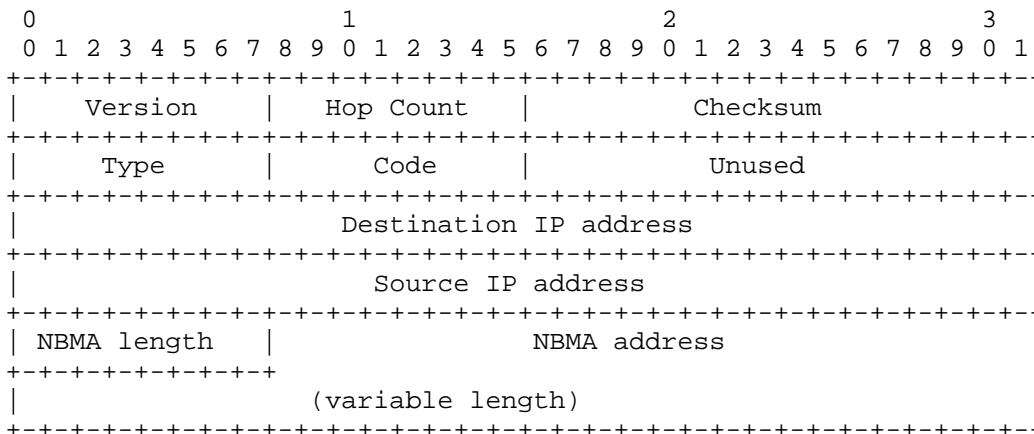 0                   1                   2                   3
 0 1 2 3 4 5 6 7 8 9 0 1 2 3 4 5 6 7 8 9 0 1 2 3 4 5 6 7 8 9 0 1
+-+-+-+-+-+-+-+-+-+-+-+-+-+-+-+-+-+-+-+-+-+-+-+-+-+-+-+-+-+-+-+-
|    Version    |   Hop Count   |          Checksum
+-+-+-+-+-+-+-+-+-+-+-+-+-+-+-+-+-+-+-+-+-+-+-+-+-+-+-+-+-+-+-+-
|     Type      |      Code     |           Unused
+-+-+-+-+-+-+-+-+-+-+-+-+-+-+-+-+-+-+-+-+-+-+-+-+-+-+-+-+-+-+-+-
|                    Destination IP address
+-+-+-+-+-+-+-+-+-+-+-+-+-+-+-+-+-+-+-+-+-+-+-+-+-+-+-+-+-+-+-+-
|                      Source IP address
+-+-+-+-+-+-+-+-+-+-+-+-+-+-+-+-+-+-+-+-+-+-+-+-+-+-+-+-+-+-+-+-
| NBMA length   |                NBMA address
+-+-+-+-+-+-+-+-+
|                  (variable length)
+-+-+-+-+-+-+-+-+-+-+-+-+-+-+-+-+-+-+-+-+-+-+-+-+-+-+-+-+-+-+-+-